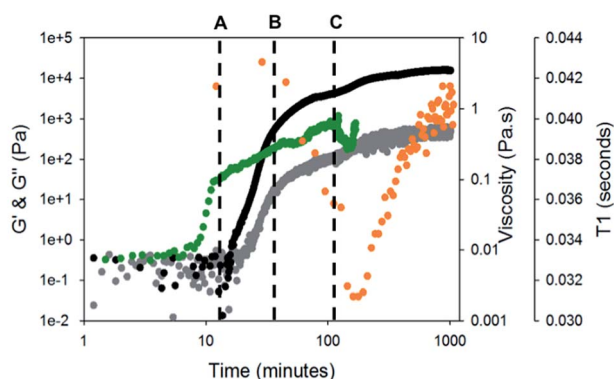 A B C
1e+5
1e+4
1e+3
1e+2
1e+1
1e+0
1e-1
1e-2
G' & G" (Pa)
10
1
0.1
0.01
0.001
Viscosity (Pa.s)
0.044
0.042
0.040
0.038
0.036
0.034
0.032
0.030
T1 (seconds)
1 10 100 1000
Time (minutes)